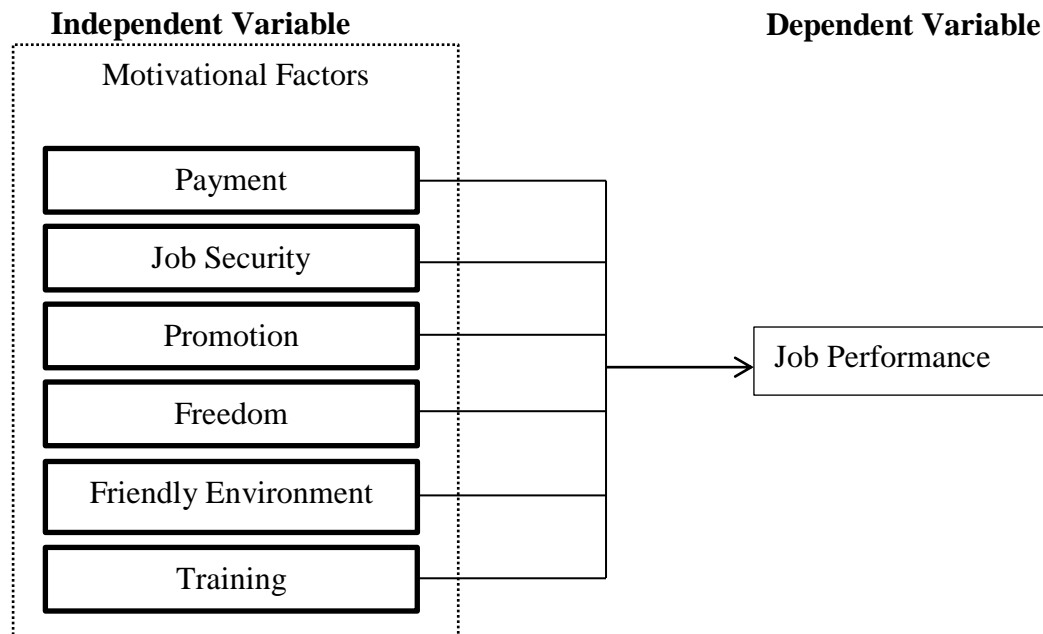 Independent Variable
Dependent Variable
Motivational Factors
Payment
Job Security
Promotion
Freedom
Friendly Environment
Training
Job Performance